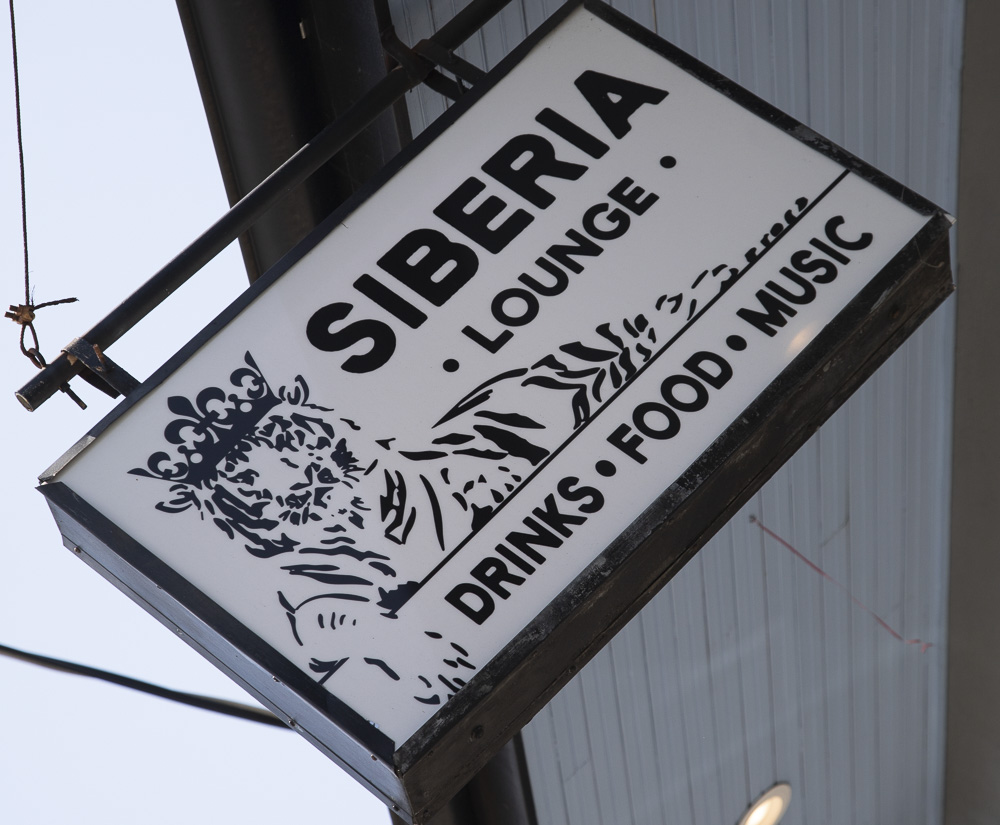 SIBERIA
• LOUNGE •
DRINKS • FOOD • MUSIC